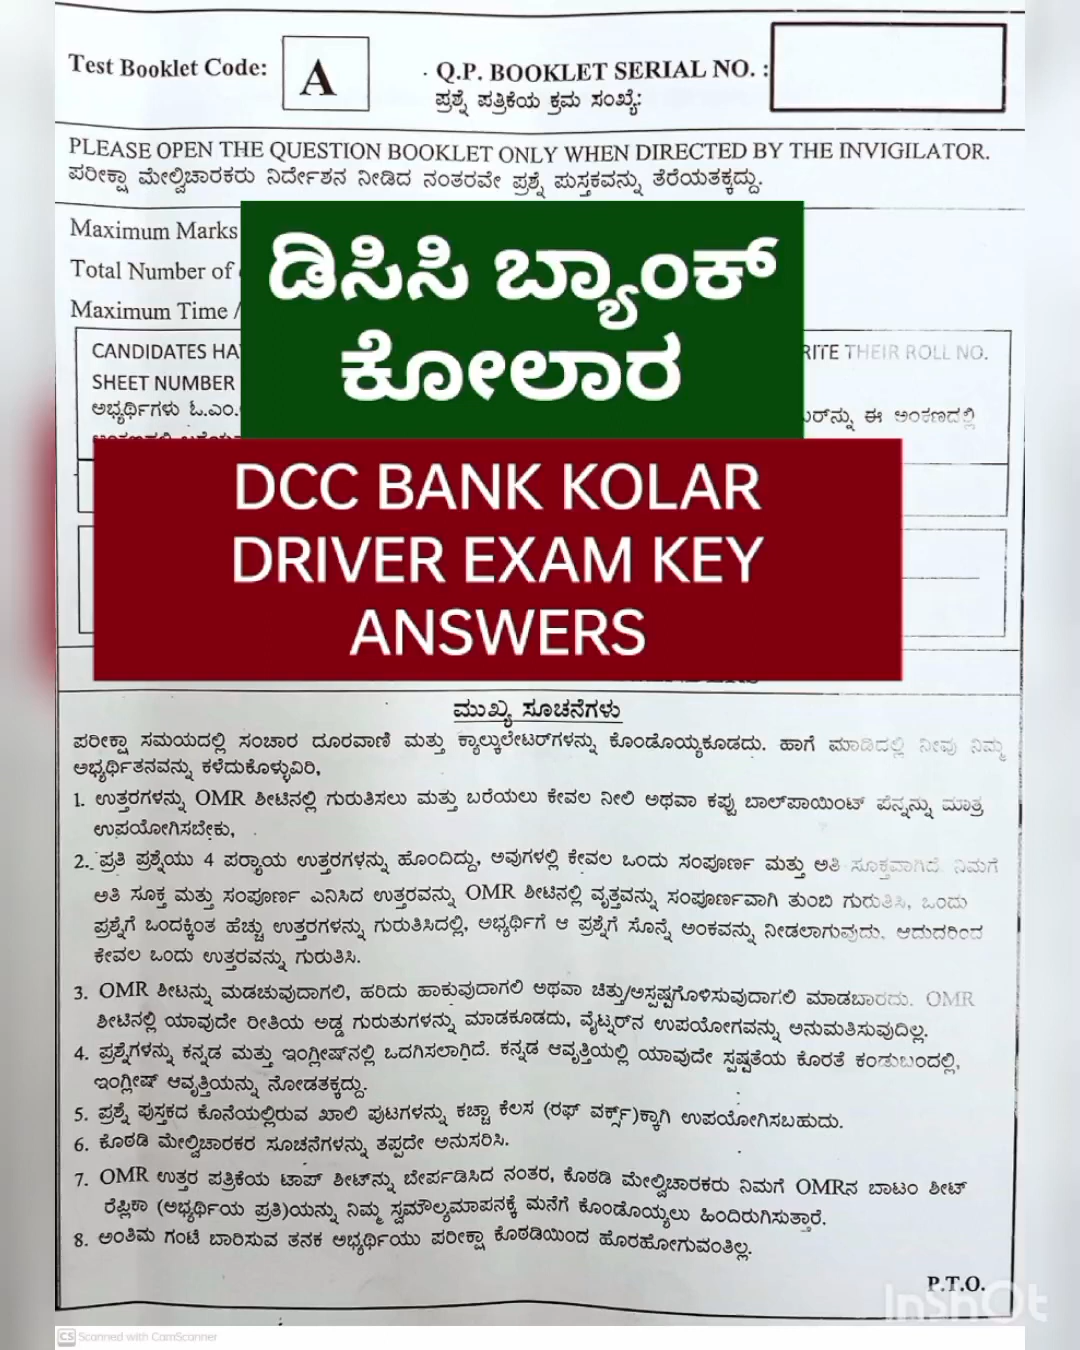 Test Booklet Code: A
Q.P. BOOKLET SERIAL NO. :
ಪ್ರಶ್ನೆ ಪತ್ರಿಕೆಯ ಕ್ರಮ ಸಂಖ್ಯೆ:
PLEASE OPEN THE QUESTION BOOKLET ONLY WHEN DIRECTED BY THE INVIGILATOR.
ಪರೀಕ್ಷಾ ಮೇಲ್ವಿಚಾರಕರು ನಿರ್ದೇಶನ ನೀಡಿದ ನಂತರವೇ ಪ್ರಶ್ನೆ ಪುಸ್ತಕವನ್ನು ತೆರೆಯತಕ್ಕದ್ದು.
Maximum Marks
Total Number of
Maximum Time /
ಡಿಸಿಸಿ ಬ್ಯಾಂಕ್
ಕೋಲಾರ
CANDIDATES HA RITE THEIR ROLL NO.
SHEET NUMBER
ಅಭ್ಯರ್ಥಿಗಳು ಓ.ಎಂ. ಈ ಅಂಕಣದಲ್ಲಿ
DCC BANK KOLAR
DRIVER EXAM KEY
ANSWERS
ಮುಖ್ಯ ಸೂಚನೆಗಳು
ಪರೀಕ್ಷಾ ಸಮಯದಲ್ಲಿ ಸಂಚಾರ ದೂರವಾಣಿ ಮತ್ತು ಕ್ಯಾಲ್ಕುಲೇಟರ್‌ಗಳನ್ನು ಕೊಂಡೊಯ್ಯಕೂಡದು. ಹಾಗೆ ಮಾಡಿದಲ್ಲಿ ನೀವು ನಿಮ್ಮ
ಅಭ್ಯರ್ಥಿತನವನ್ನು ಕಳೆದುಕೊಳ್ಳುವಿರಿ,
1. ಉತ್ತರಗಳನ್ನು OMR ಶೀಟಿನಲ್ಲಿ ಗುರುತಿಸಲು ಮತ್ತು ಬರೆಯಲು ಕೇವಲ ನೀಲಿ ಅಥವಾ ಕಪ್ಪು ಬಾಲ್‌ಪಾಯಿಂಟ್ ಪೆನ್ನನ್ನು ಮಾತ್ರ
ಉಪಯೋಗಿಸಬೇಕು,
2. ಪ್ರತಿ ಪ್ರಶ್ನೆಯು 4 ಪರ್‍ಯಾಯ ಉತ್ತರಗಳನ್ನು ಹೊಂದಿದ್ದು, ಅವುಗಳಲ್ಲಿ ಕೇವಲ ಒಂದು ಸಂಪೂರ್ಣ ಮತ್ತು ಅತಿ ಸೂಕ್ತವಾಗಿದೆ. ನಿಮಗೆ
ಅತಿ ಸೂಕ್ತ ಮತ್ತು ಸಂಪೂರ್ಣ ಎನಿಸಿದ ಉತ್ತರವನ್ನು OMR ಶೀಟಿನಲ್ಲಿ ವೃತ್ತವನ್ನು ಸಂಪೂರ್ಣವಾಗಿ ತುಂಬಿ ಗುರುತಿಸಿ, ಒಂದು
ಪ್ರಶ್ನೆಗೆ ಒಂದಕ್ಕಿಂತ ಹೆಚ್ಚು ಉತ್ತರಗಳನ್ನು ಗುರುತಿಸಿದಲ್ಲಿ, ಅಭ್ಯರ್ಥಿಗೆ ಆ ಪ್ರಶ್ನೆಗೆ ಸೊನ್ನೆ ಅಂಕವನ್ನು ನೀಡಲಾಗುವುದು. ಆದುದರಿಂದ
ಕೇವಲ ಒಂದು ಉತ್ತರವನ್ನು ಗುರುತಿಸಿ.
3. OMR ಶೀಟನ್ನು ಮಡಚುವುದಾಗಲಿ, ಹರಿದು ಹಾಕುವುದಾಗಲಿ ಅಥವಾ ಚಿತ್ತು/ಅಸ್ಪಷ್ಟಗೊಳಿಸುವುದಾಗಲಿ ಮಾಡಬಾರದು. OMR
ಶೀಟಿನಲ್ಲಿ ಯಾವುದೇ ರೀತಿಯ ಅಡ್ಡ ಗುರುತುಗಳನ್ನು ಮಾಡಕೂಡದು, ವೈಟ್ನರ್‌ನ ಉಪಯೋಗವನ್ನು ಅನುಮತಿಸುವುದಿಲ್ಲ.
4. ಪ್ರಶ್ನೆಗಳನ್ನು ಕನ್ನಡ ಮತ್ತು ಇಂಗ್ಲೀಷ್‌ನಲ್ಲಿ ಒದಗಿಸಲಾಗಿದೆ. ಕನ್ನಡ ಆವೃತ್ತಿಯಲ್ಲಿ ಯಾವುದೇ ಸ್ಪಷ್ಟತೆಯ ಕೊರತೆ ಕಂಡುಬಂದಲ್ಲಿ,
ಇಂಗ್ಲೀಷ್ ಆವೃತ್ತಿಯನ್ನು ನೋಡತಕ್ಕದ್ದು.
5. ಪ್ರಶ್ನೆ ಪುಸ್ತಕದ ಕೊನೆಯಲ್ಲಿರುವ ಖಾಲಿ ಪುಟಗಳನ್ನು ಕಚ್ಚಾ ಕೆಲಸ (ರಫ್ ವರ್ಕ್ಸ್)ಕ್ಕಾಗಿ ಉಪಯೋಗಿಸಬಹುದು.
6. ಕೊಠಡಿ ಮೇಲ್ವಿಚಾರಕರ ಸೂಚನೆಗಳನ್ನು ತಪ್ಪದೇ ಅನುಸರಿಸಿ.
7. OMR ಉತ್ತರ ಪತ್ರಿಕೆಯ ಟಾಪ್ ಶೀಟ್‌ನ್ನು ಬೇರ್ಪಡಿಸಿದ ನಂತರ, ಕೊಠಡಿ ಮೇಲ್ವಿಚಾರಕರು ನಿಮಗೆ OMRನ ಬಾಟಂ ಶೀಟ್
ರೆಪ್ಲಿಕಾ (ಅಭ್ಯರ್ಥಿಯ ಪ್ರತಿ)ಯನ್ನು ನಿಮ್ಮ ಸ್ವಮೌಲ್ಯಮಾಪನಕ್ಕೆ ಮನೆಗೆ ಕೊಂಡೊಯ್ಯಲು ಹಿಂದಿರುಗಿಸುತ್ತಾರೆ.
8. ಅಂತಿಮ ಗಂಟೆ ಬಾರಿಸುವ ತನಕ ಅಭ್ಯರ್ಥಿಯು ಪರೀಕ್ಷಾ ಕೊಠಡಿಯಿಂದ ಹೊರಹೋಗುವಂತಿಲ್ಲ.
P.T.O.
InShOt
CS Scanned with CamScanner